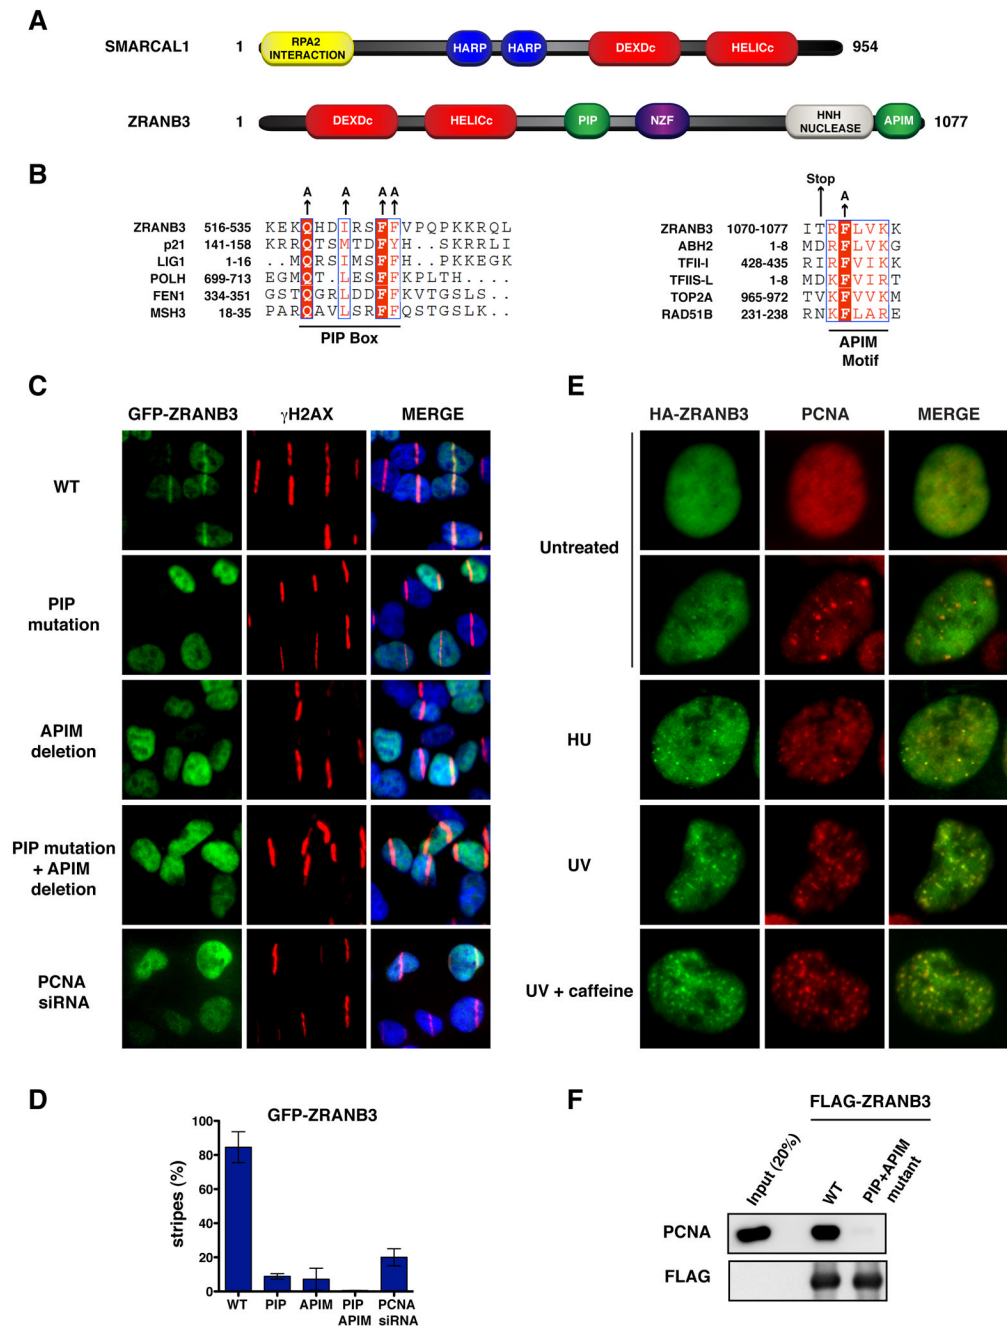 A
SMARCAL1 1 RPA2 INTERACTION HARP HARP DEXDc HELICc 954
ZRANB3 1 DEXDc HELICc PIP NZF HNH NUCLEASE APIM 1077
B
A A A A
ZRANB3 516-535 KEKQHDIRSFFVPQPKKRQL
p21 141-158 KRRQTSMTDFYH..SKRRLI
LIG1 1-16 ..MQRSIMSFFH..PKKEGK
POLH 699-713 EGMQTLESFFKPLTH.....
FEN1 334-351 GSTQGRLDDFFKVTGSLS..
MSH3 18-35 PARQAVLSRFFQSTGSLK..
PIP Box
Stop
A
ZRANB3 1070-1077 ITRFLVKK
ABH2 1-8 MDRFLVKG
TFII-I 428-435 RIRFVIKK
TFIIS-L 1-8 MDKFVIRT
TOP2A 965-972 TVKFVVKM
RAD51B 231-238 RNKFLARE
APIM
Motif
C
GFP-ZRANB3 γH2AX MERGE
WT
PIP
mutation
APIM
deletion
PIP mutation
+ APIM
deletion
PCNA
siRNA
E
HA-ZRANB3 PCNA MERGE
Untreated
HU
UV
UV + caffeine
D
GFP-ZRANB3
stripes (%)
100
80
60
40
20
0
WT PIP APIM PIP APIM PCNA siRNA
F
FLAG-ZRANB3
Input (20%)
WT
PIP+APIM
mutant
PCNA
FLAG